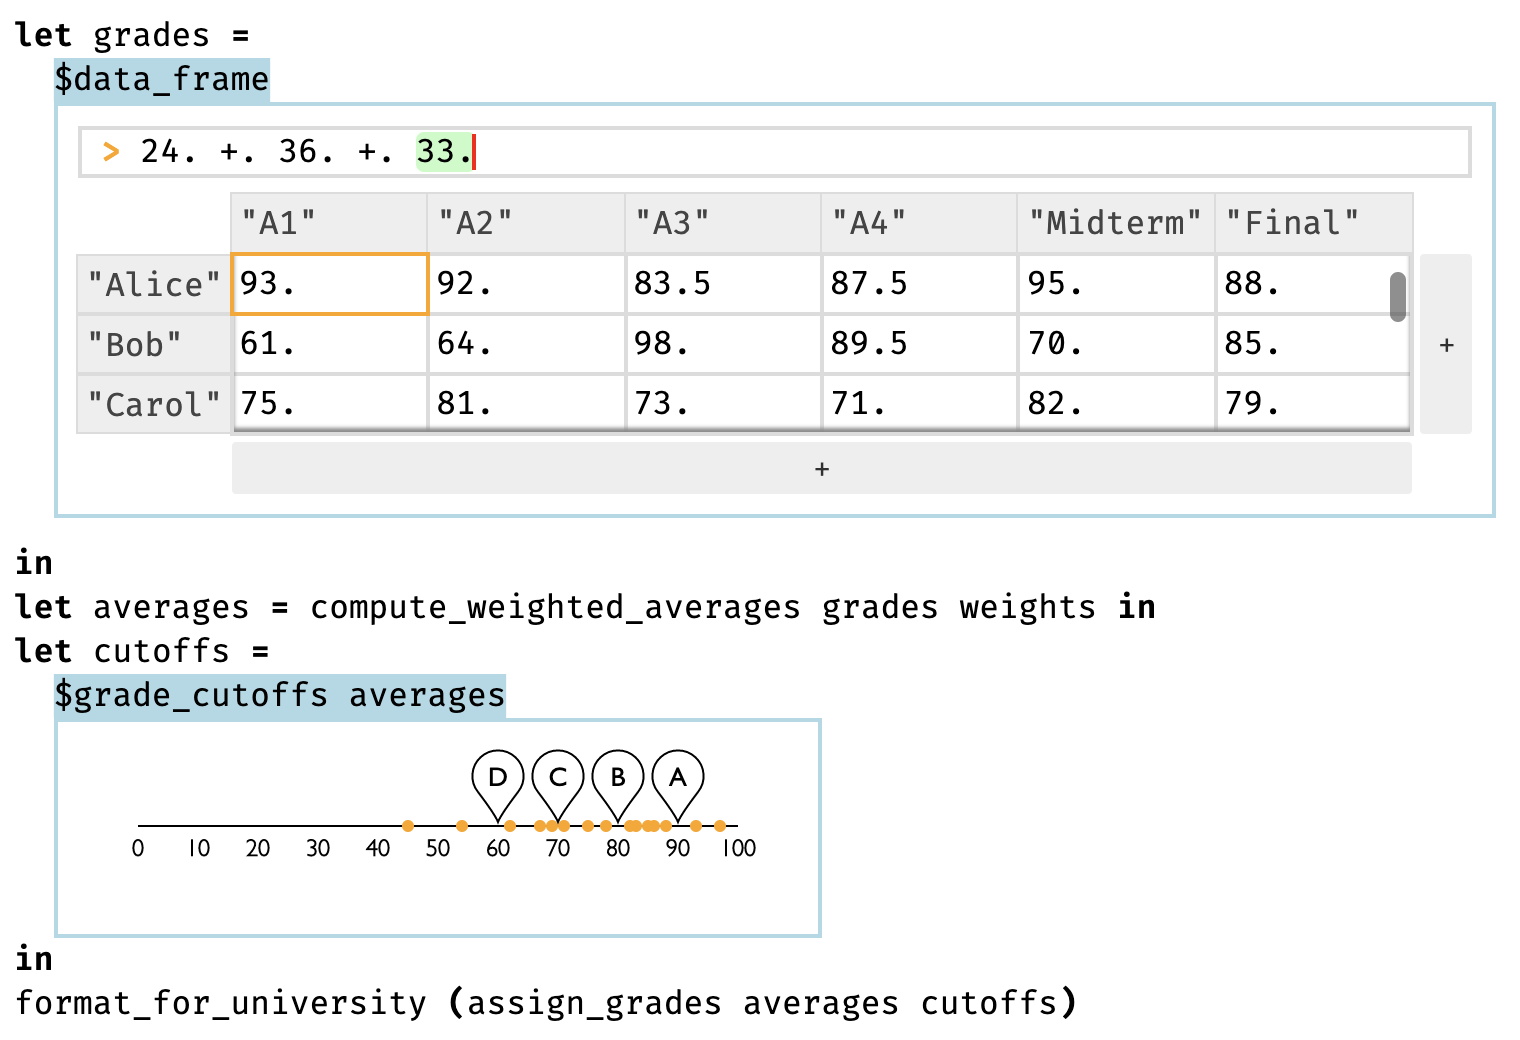 let grades =
$data_frame
> 24. +. 36. +. 33.
"A1" "A2" "A3" "A4" "Midterm" "Final"
"Alice" 93. 92. 83.5 87.5 95. 88.
"Bob" 61. 64. 98. 89.5 70. 85.
+
"Carol" 75. 81. 73. 71. 82. 79.
+
in
let averages = compute_weighted_averages grades weights in
let cutoffs =
$grade_cutoffs averages
D C B A
0 10 20 30 40 50 60 70 80 90 100
in
format_for_university (assign_grades averages cutoffs)